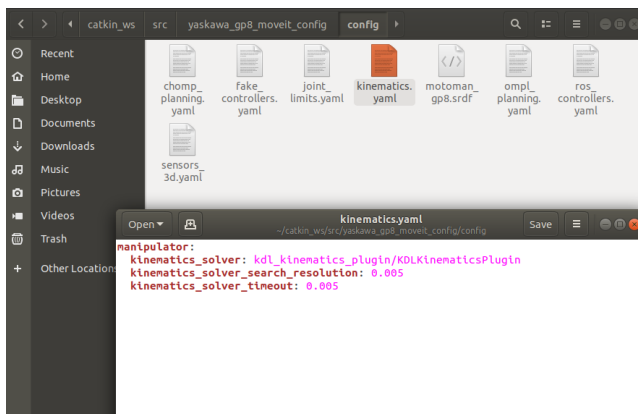 catkin_ws src yaskawa_gp8_moveit_config config
Recent
Home
Desktop
Documents
Downloads
Music
Pictures
Videos
Trash
Other Locations
chomp_
planning.
yaml
fake_
controllers.
yaml
joint_
limits.yaml
kinematics.
yaml
motoman_
gp8.srdf
ompl_
planning.
yaml
ros_
controllers.
yaml
sensors_
3d.yaml
Open kinematics.yaml Save
~/catkin_ws/src/yaskawa_gp8_moveit_config/config
manipulator:
kinematics_solver: kdl_kinematics_plugin/KDLKinematicsPlugin
kinematics_solver_search_resolution: 0.005
kinematics_solver_timeout: 0.005